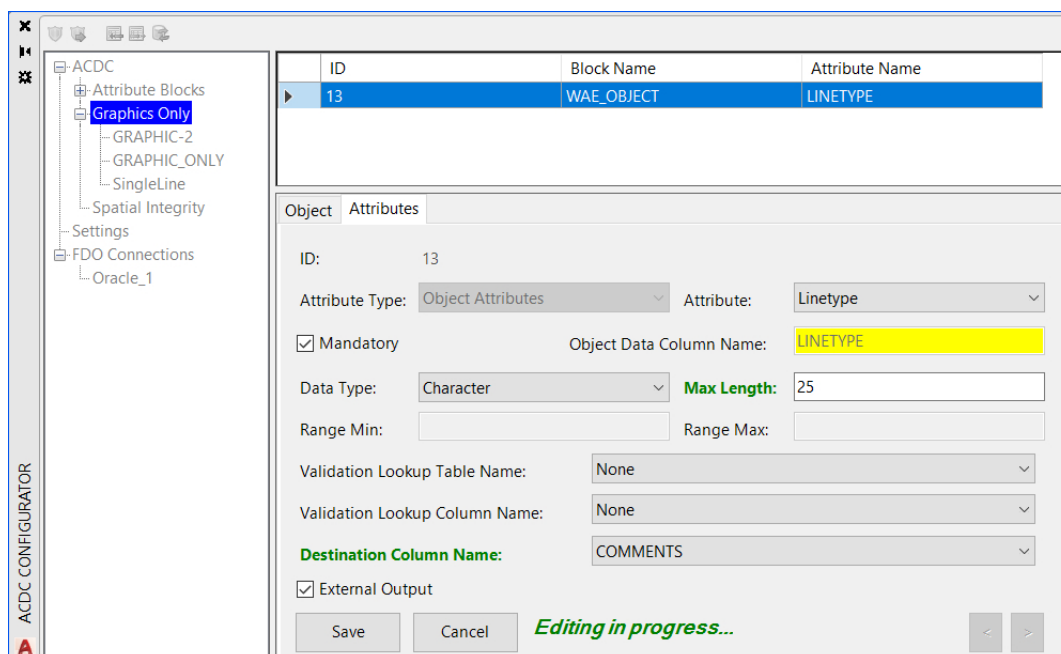 ACDC
Attribute Blocks
Graphics Only
GRAPHIC-2
GRAPHIC_ONLY
SingleLine
Spatial Integrity
Settings
FDO Connections
Oracle_1
ACDC CONFIGURATOR
ID Block Name Attribute Name
13 WAE_OBJECT LINETYPE
Object Attributes
ID: 13
Attribute Type: Object Attributes Attribute: Linetype
Mandatory Object Data Column Name: LINETYPE
Data Type: Character Max Length: 25
Range Min: Range Max:
Validation Lookup Table Name: None
Validation Lookup Column Name: None
Destination Column Name: COMMENTS
External Output
Save Cancel Editing in progress... < >